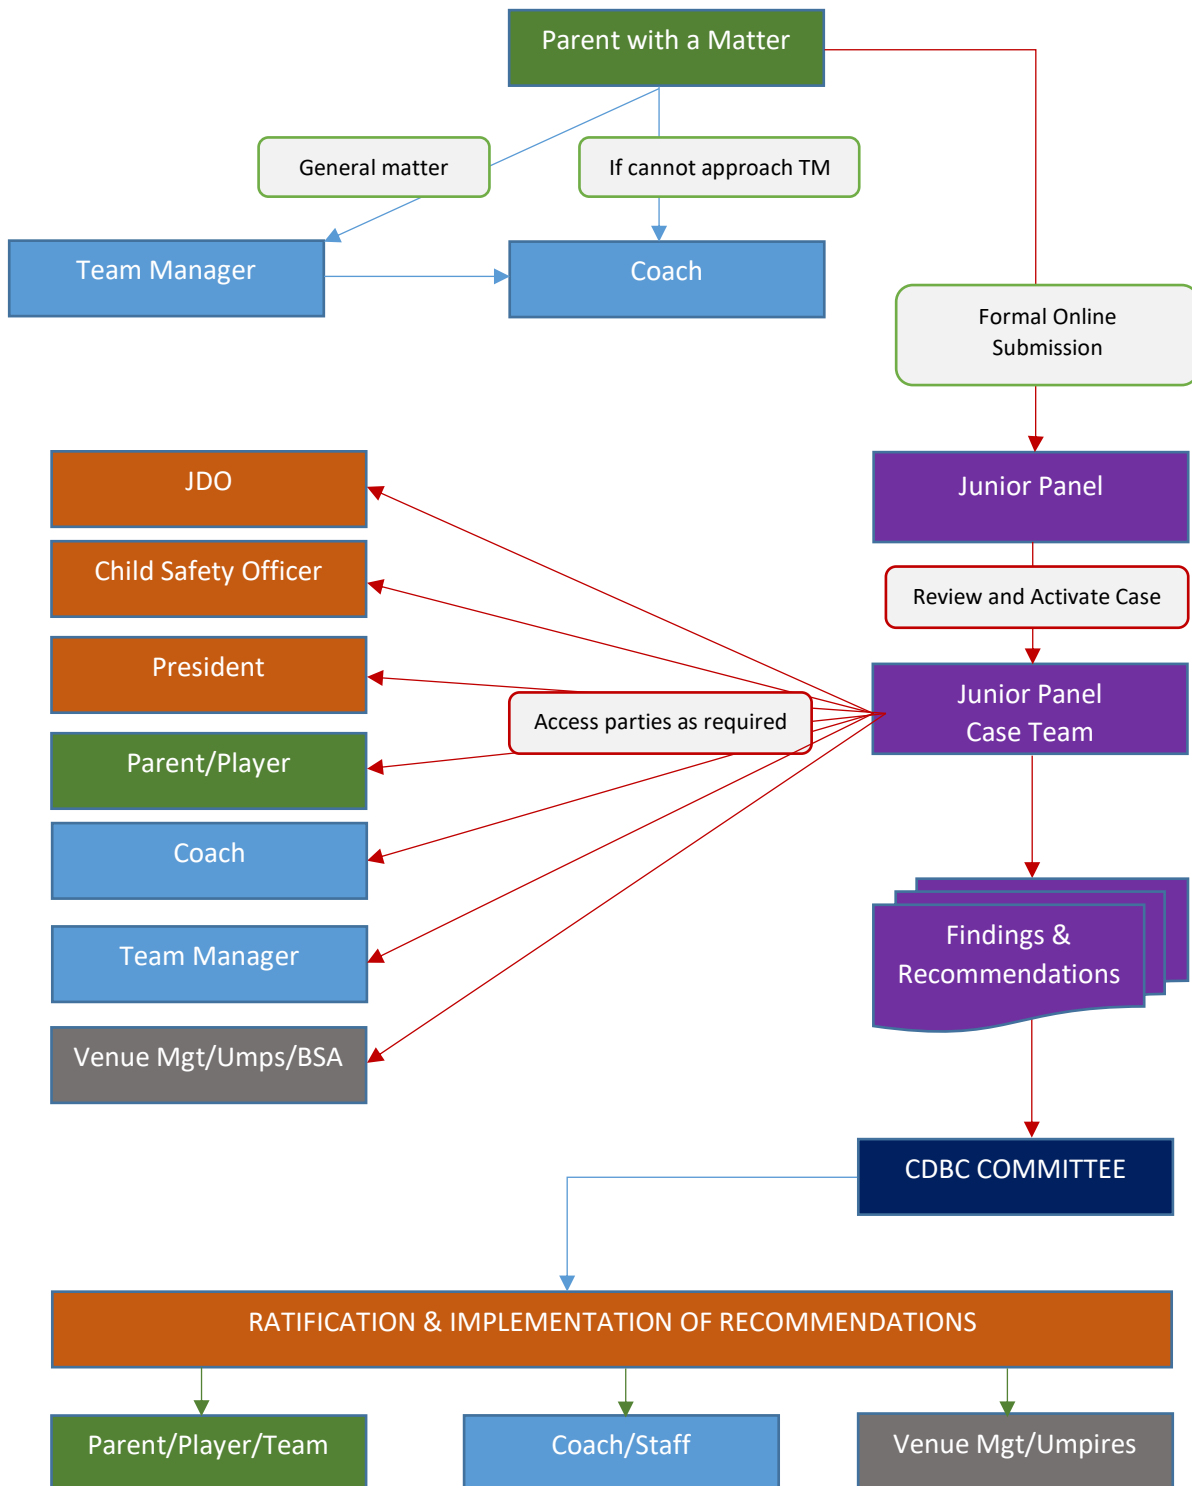 Parent with a Matter
General matter
If cannot approach TM
Team Manager
Coach
Formal Online
Submission
JDO
Junior Panel
Child Safety Officer
Review and Activate Case
President
Junior Panel
Case Team
Access parties as required
Parent/Player
Coach
Team Manager
Findings &
Recommendations
Venue Mgt/Umps/BSA
CDBC COMMITTEE
RATIFICATION & IMPLEMENTATION OF RECOMMENDATIONS
Parent/Player/Team
Coach/Staff
Venue Mgt/Umpires